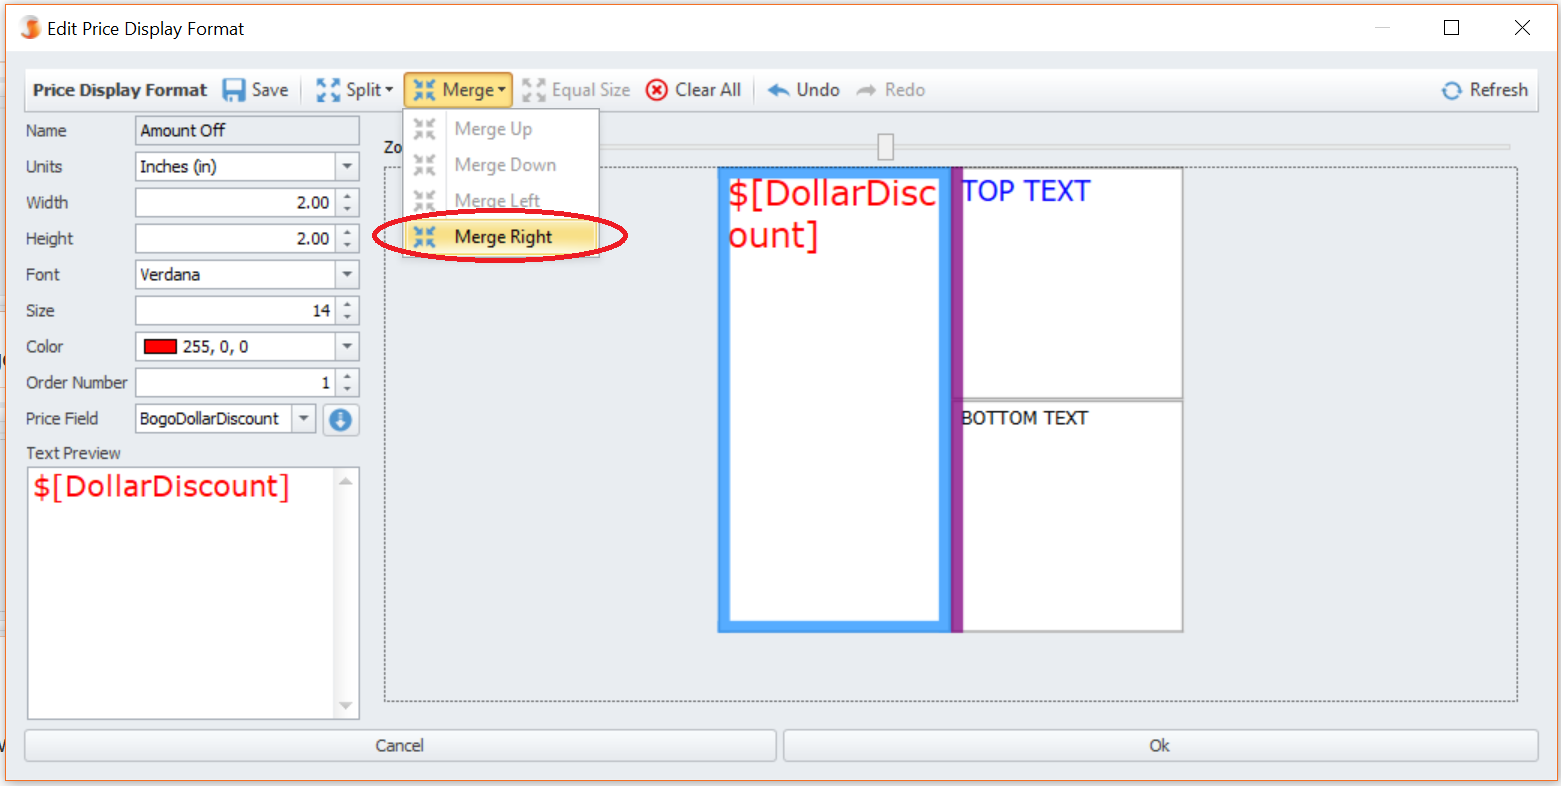 Edit Price Display Format
Price Display Format Save Split Merge Equal Size Clear All Undo Redo Refresh
Name Amount Off
Units Inches (in)
Width 2.00
Height 2.00
Font Verdana
Size 14
Color 255, 0, 0
Order Number 1
Price Field BogoDollarDiscount
Text Preview
$[DollarDiscount]
Merge Up
Merge Down
Merge Left
Merge Right
Zo
$[DollarDisc
ount]
TOP TEXT
BOTTOM TEXT
Cancel Ok